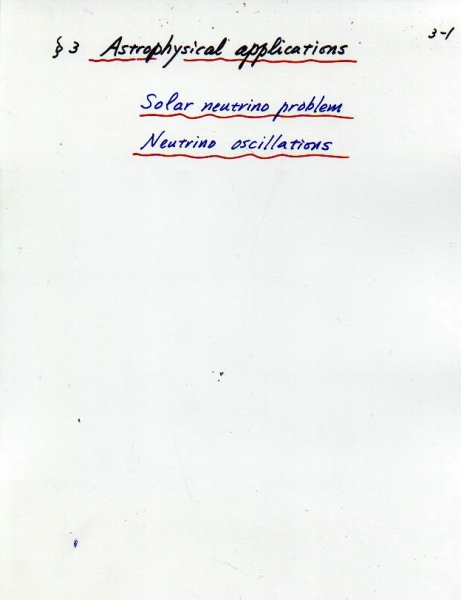 3-1
§3 Astrophysical applications
Solar neutrino problem
Neutrino oscillations